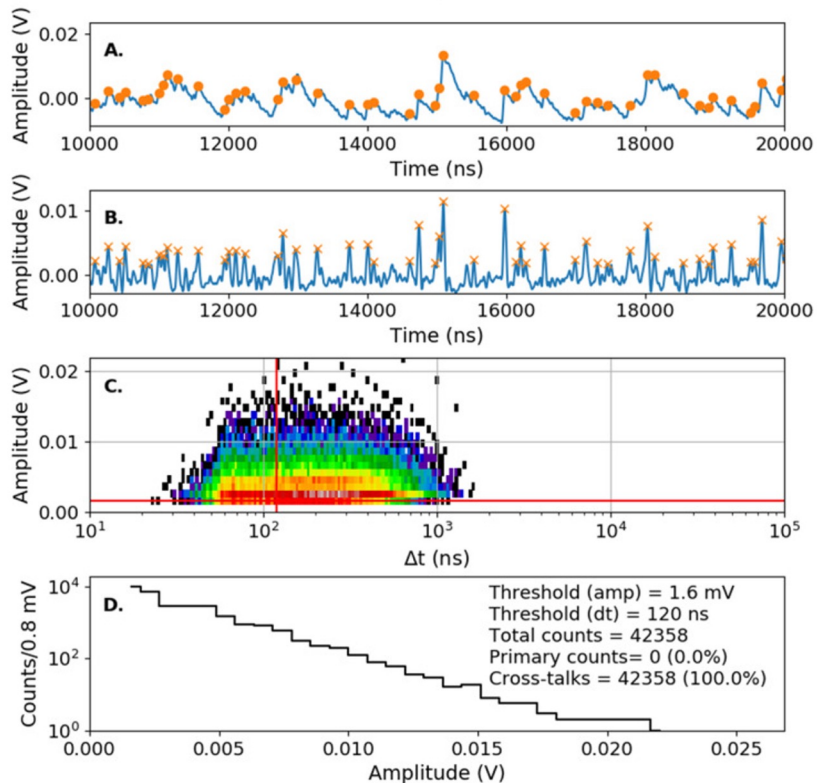 A.
Amplitude (V)
0.02
0.00
10000 12000 14000 16000 18000 20000
Time (ns)
B.
Amplitude (V)
0.01
0.00
10000 12000 14000 16000 18000 20000
Time (ns)
C.
Amplitude (V)
0.02
0.01
0.00
10¹ 10² 10³ 10⁴ 10⁵
Δt (ns)
D.
Counts/0.8 mV
10⁴
10²
10⁰
Threshold (amp) = 1.6 mV
Threshold (dt) = 120 ns
Total counts = 42358
Primary counts= 0 (0.0%)
Cross-talks = 42358 (100.0%)
0.000 0.005 0.010 0.015 0.020 0.025
Amplitude (V)